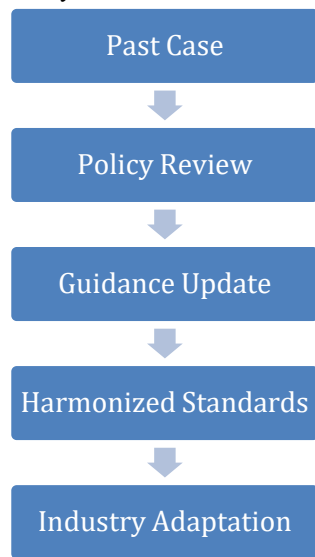 Past Case
Policy Review
Guidance Update
Harmonized Standards
Industry Adaptation